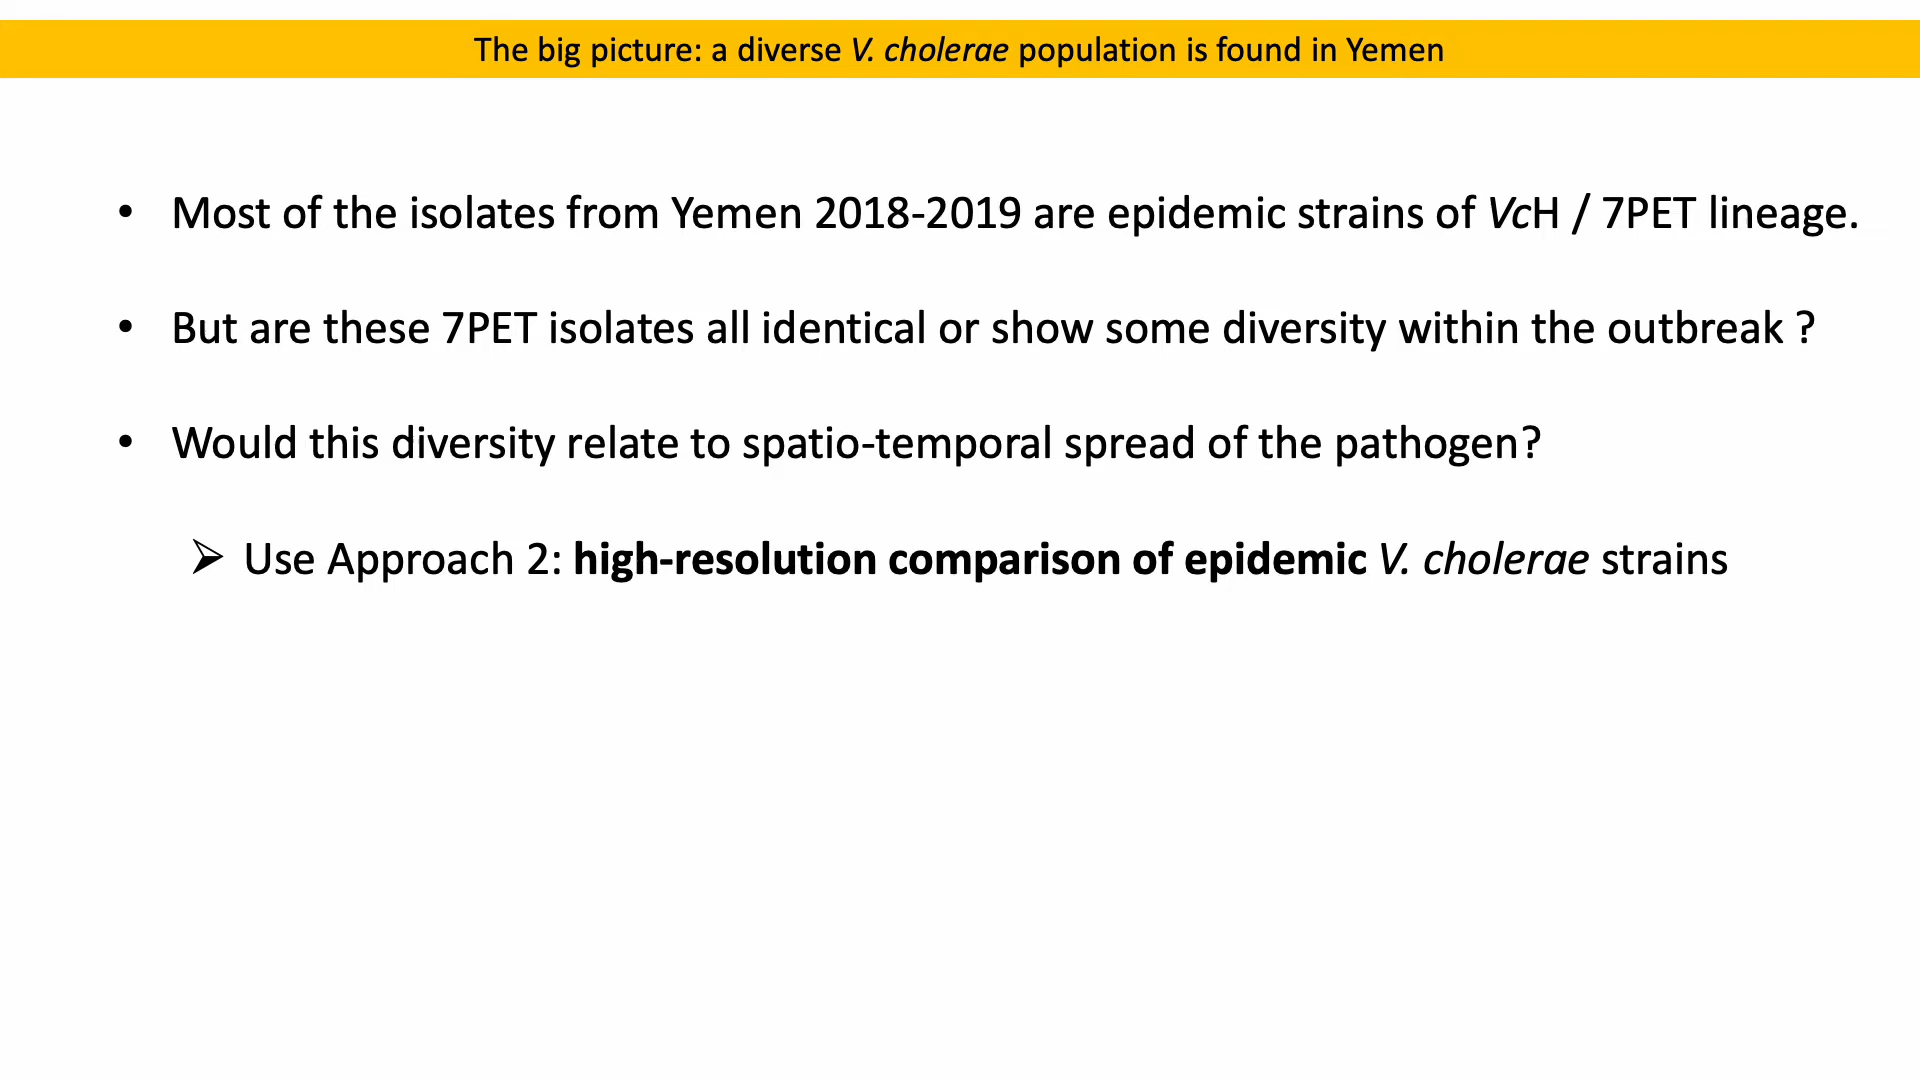 The big picture: a diverse V. cholerae population is found in Yemen
• Most of the isolates from Yemen 2018-2019 are epidemic strains of VcH / 7PET lineage.
• But are these 7PET isolates all identical or show some diversity within the outbreak ?
• Would this diversity relate to spatio-temporal spread of the pathogen?
➢ Use Approach 2: high-resolution comparison of epidemic V. cholerae strains